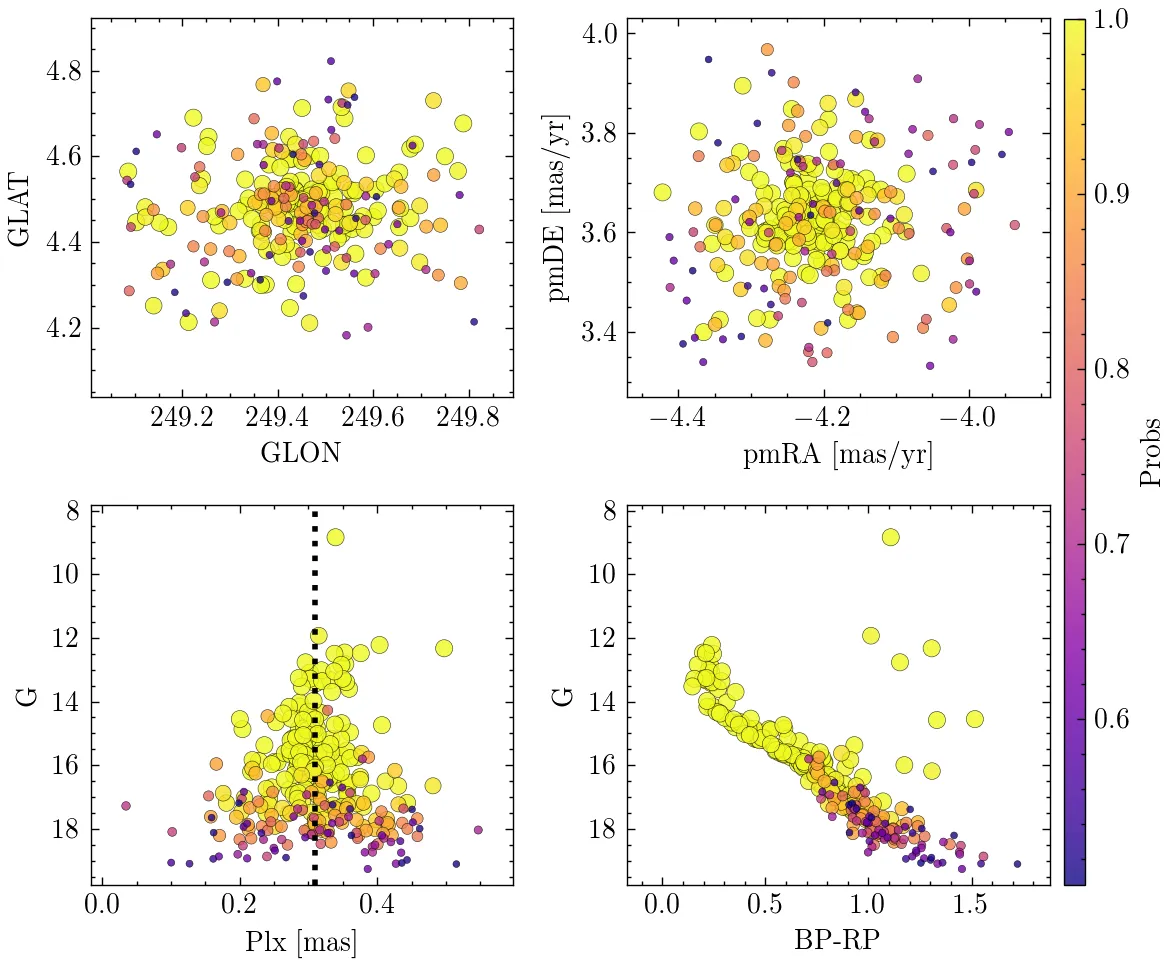 4.8
4.6
4.4
4.2
GLAT
249.2 249.4 249.6 249.8
GLON
4.0
3.8
3.6
3.4
pmDE [mas/yr]
−4.4 −4.2 −4.0
pmRA [mas/yr]
1.0
0.9
0.8
0.7
0.6
Probs
8
10
12
14
16
18
G
0.0 0.2 0.4
Plx [mas]
8
10
12
14
16
18
G
0.0 0.5 1.0 1.5
BP-RP